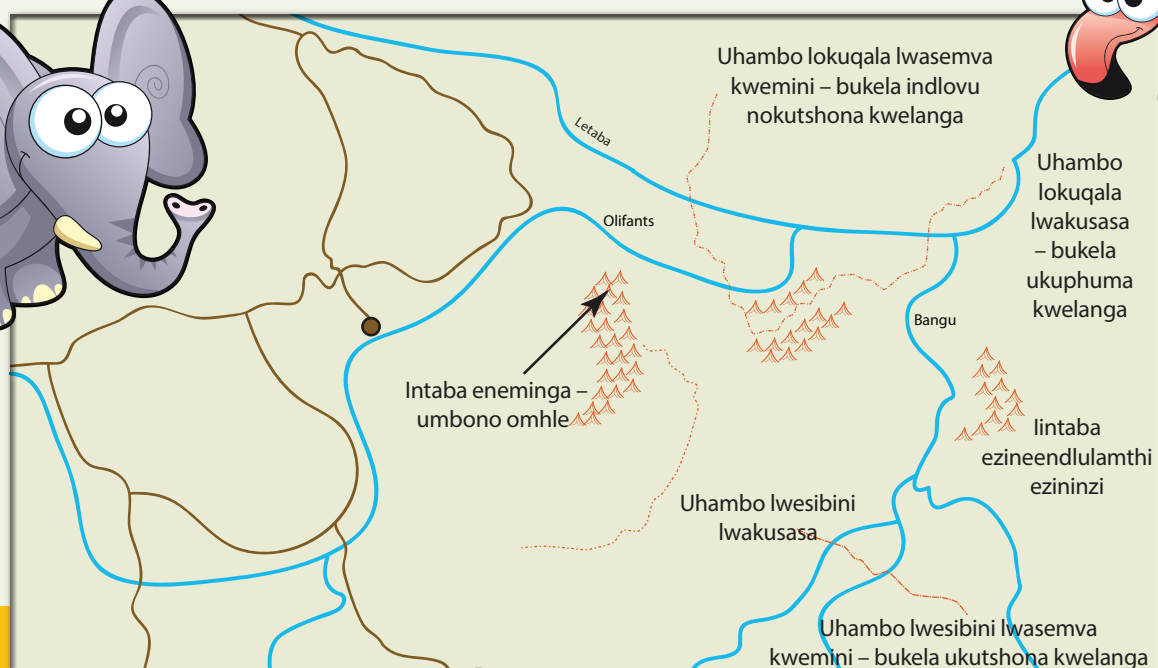 Uhambo lokuqala lwasemva
kwemini – bukela indlovu
nokutshona kwelanga
Letaba
Uhambo
lokuqala
lwakusasa
– bukela
ukuphuma
kwelanga
Olifants
Bangu
Intaba eneminga –
umbono omhle
Iintaba
ezineendlulamthi
ezininzi
Uhambo lwesibini
lwakusasa
Uhambo lwesibini lwasemva
kwemini – bukela ukutshona kwelanga